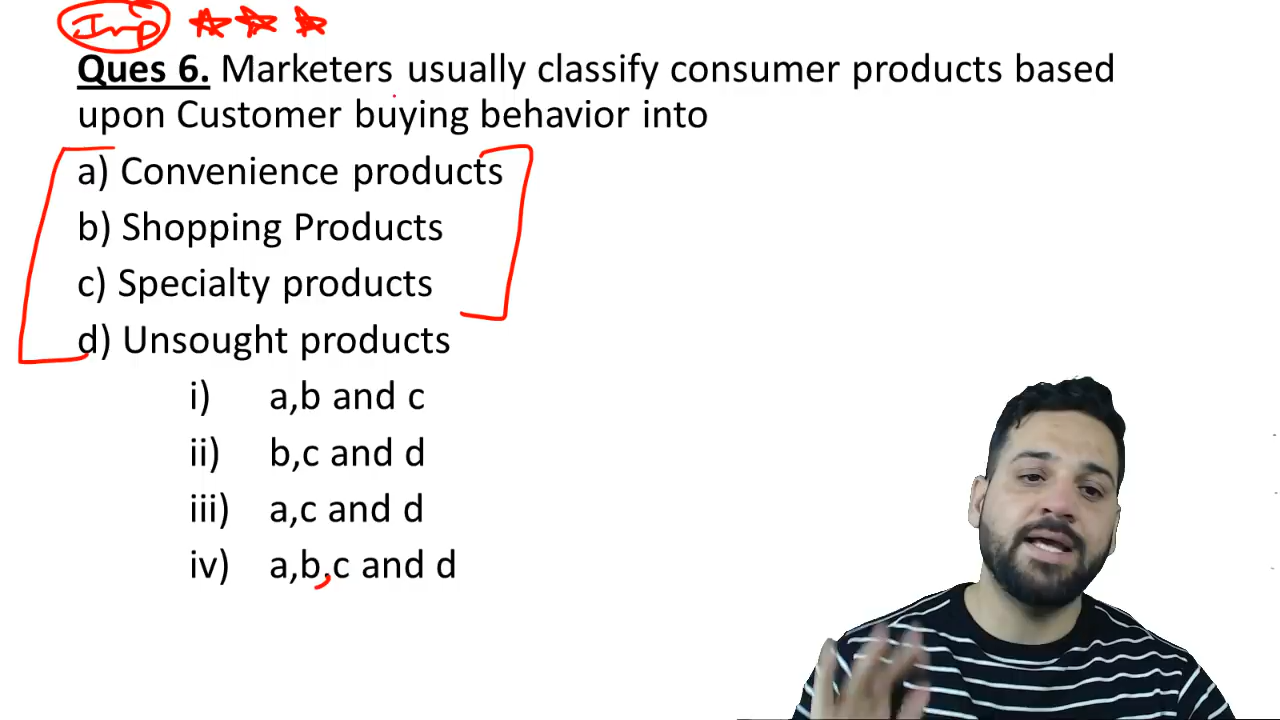 Imp
Ques 6. Marketers usually classify consumer products based
upon Customer buying behavior into
a) Convenience products
b) Shopping Products
c) Specialty products
d) Unsought products
i) a,b and c
ii) b,c and d
iii) a,c and d
iv) a,b,c and d